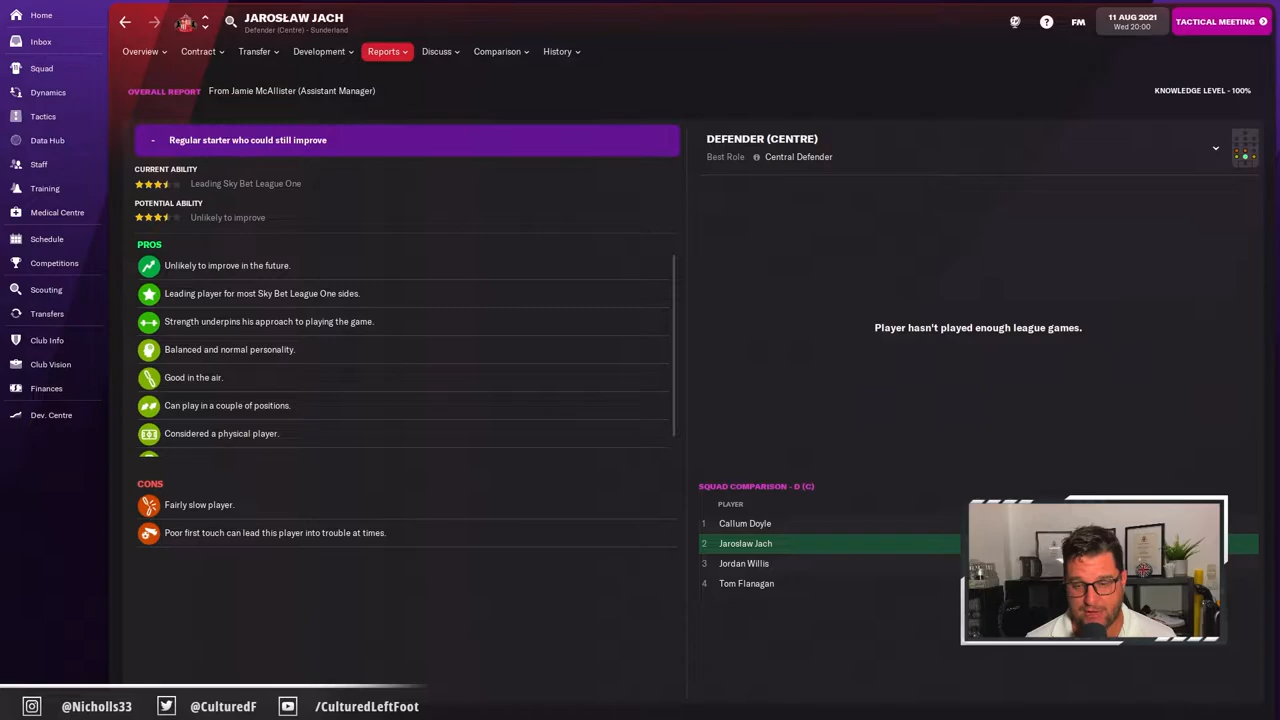 Home
Inbox
Squad
Dynamics
Tactics
Data Hub
Staff
Training
Medical Centre
Schedule
Competitions
Scouting
Transfers
Club Info
Club Vision
Finances
Dev. Centre
JAROSŁAW JACH
Defender (Centre) - Sunderland
FM
11 AUG 2021
Wed 20:00
TACTICAL MEETING
Overview
Contract
Transfer
Development
Reports
Discuss
Comparison
History
OVERALL REPORT From Jamie McAllister (Assistant Manager)
KNOWLEDGE LEVEL - 100%
- Regular starter who could still improve
CURRENT ABILITY
Leading Sky Bet League One
POTENTIAL ABILITY
Unlikely to improve
PROS
Unlikely to improve in the future.
Leading player for most Sky Bet League One sides.
Strength underpins his approach to playing the game.
Balanced and normal personality.
Good in the air.
Can play in a couple of positions.
Considered a physical player.
CONS
Fairly slow player.
Poor first touch can lead this player into trouble at times.
DEFENDER (CENTRE)
Best Role Central Defender
Player hasn't played enough league games.
SQUAD COMPARISON - D (C)
PLAYER
1 Callum Doyle
2 Jarosław Jach
3 Jordan Willis
4 Tom Flanagan
@Nicholls33
@CulturedF
/CulturedLeftFoot